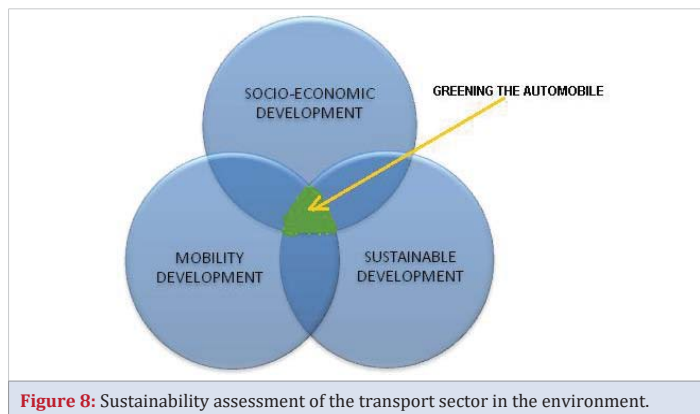 SOCIO-ECONOMIC
DEVELOPMENT
GREENING THE AUTOMOBILE
MOBILITY
DEVELOPMENT
SUSTAINABLE
DEVELOPMENT
Figure 8: Sustainability assessment of the transport sector in the environment.